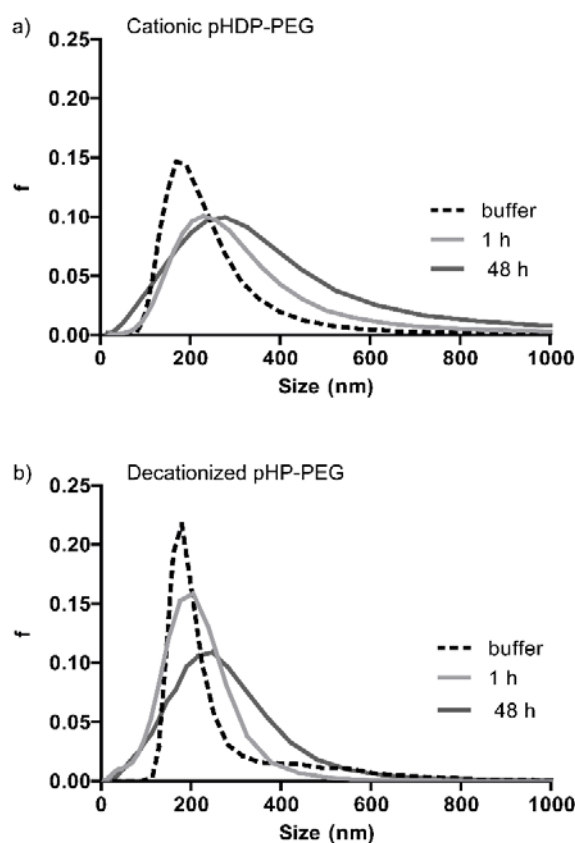 a) Cationic pHDP-PEG
0.25
0.20
0.15
f
0.10
0.05
0.00
buffer
1 h
48 h
0 200 400 600 800 1000
Size (nm)
b) Decationized pHP-PEG
0.25
0.20
0.15
f
0.10
0.05
0.00
buffer
1 h
48 h
0 200 400 600 800 1000
Size (nm)